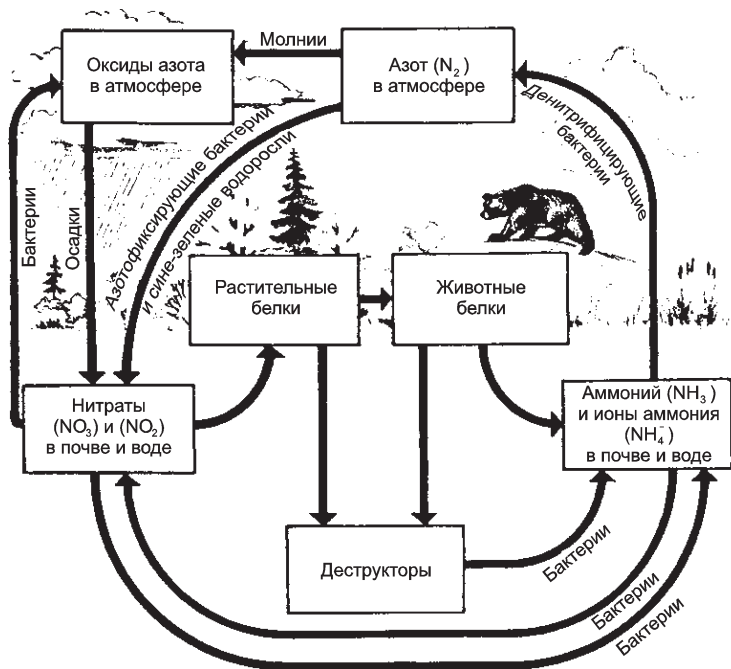 Оксиды азота
в атмосфере
Молнии
Азот (N₂)
в атмосфере
Бактерии
Осадки
Азотофиксирующие бактерии
и сине-зеленые водоросли
Денитрифицирующие
бактерии
Растительные
белки
Животные
белки
Нитраты
(NO₃) и (NO₂)
в почве и воде
Аммоний (NH₃)
и ионы аммония
(NH₄⁻)
в почве и воде
Деструкторы
Бактерии
Бактерии
Бактерии